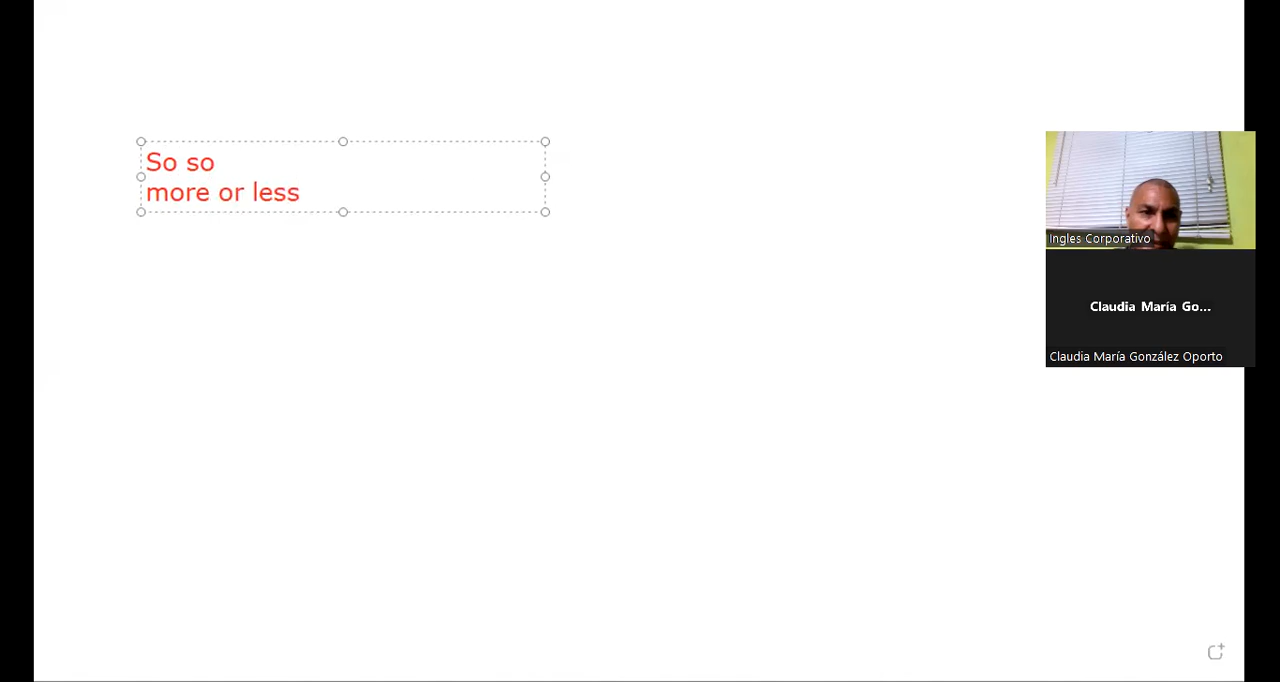 So so
more or less
Ingles Corporativo
Claudia María Go...
Claudia María González Oporto